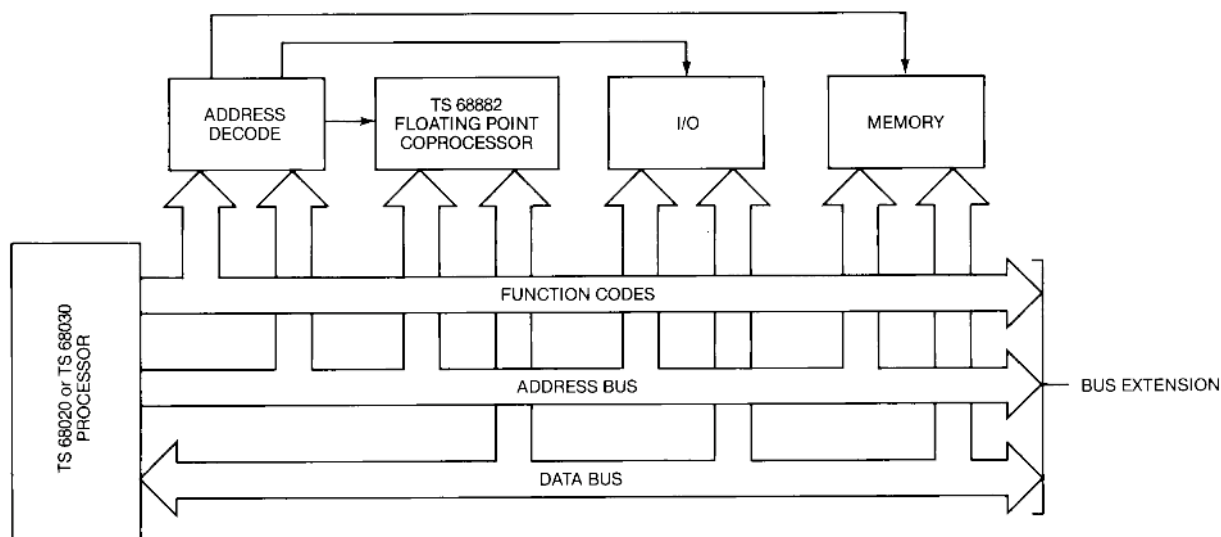 ADDRESS
DECODE
TS 68882
FLOATING POINT
COPROCESSOR
I/O
MEMORY
TS 68020 or TS 68030
PROCESSOR
FUNCTION CODES
ADDRESS BUS
BUS EXTENSION
DATA BUS